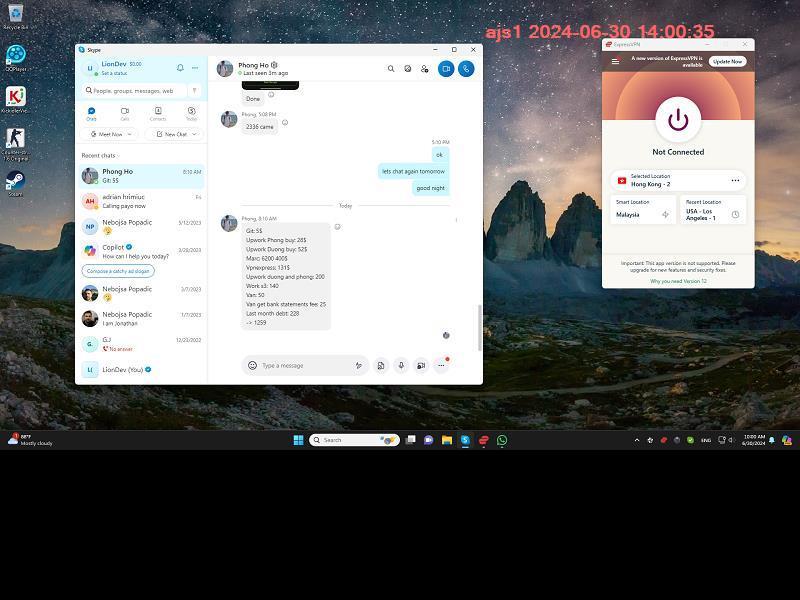 Recycle Bin
QQPlayer
Counter-str...
1.6 Original
Steam
ajs1 2024-06-30 14:00:35
Skype
LionDev $0.00
Set a status
People, groups, messages, web
Chats
Calls
Contacts
Today
Meet Now
New Chat
Recent chats
Phong Ho
8:10 AM
Git: 5$
AH
adrian hrimiuc
Fri
Calling payo now
NP
Nebojsa Popadic
5/12/2023
Copilot
3/20/2023
How can I help you today?
Compose a catchy ad slogan
Nebojsa Popadic
3/7/2023
Nebojsa Popadic
1/7/2023
I am Jonathan
G.
G.J
12/23/2022
No answer
L(
LionDev (You)
Phong Ho
Last seen 3m ago
Done
Phong, 5:08 PM
2336 came
5:10 PM
ok
lets chat again tomorrow
good night
Today
Phong, 8:10 AM
Git: 5$
Upwork Phong buy: 28$
Upwork Duong buy: 52$
Marc: 6200 400$
Vpnexpress: 131$
Upwork duong and phong: 200
Work s3: 140
Van: 50
Van get bank statements fee: 25
Last month debt: 228
-> 1259
Type a message
ExpressVPN
A new version of ExpressVPN is
available
Update Now
Not Connected
Selected Location
Hong Kong - 2
Smart Location
Malaysia
Recent Location
USA - Los
Angeles - 1
Important: This app version is not supported. Please
upgrade for new features and security fixes.
Why you need Version 12
88°F
Mostly cloudy
Search
ENG
10:00 AM
6/30/2024